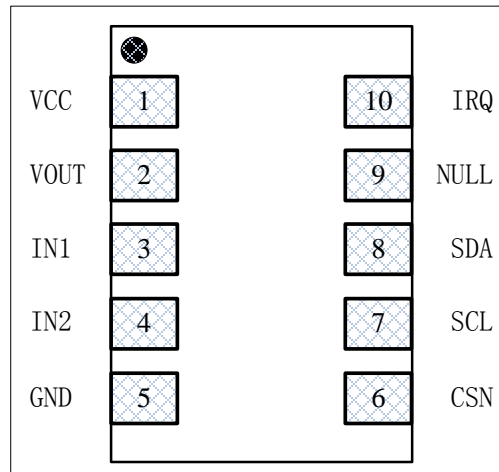 VCC 1 10 IRQ
VOUT 2 9 NULL
IN1 3 8 SDA
IN2 4 7 SCL
GND 5 6 CSN